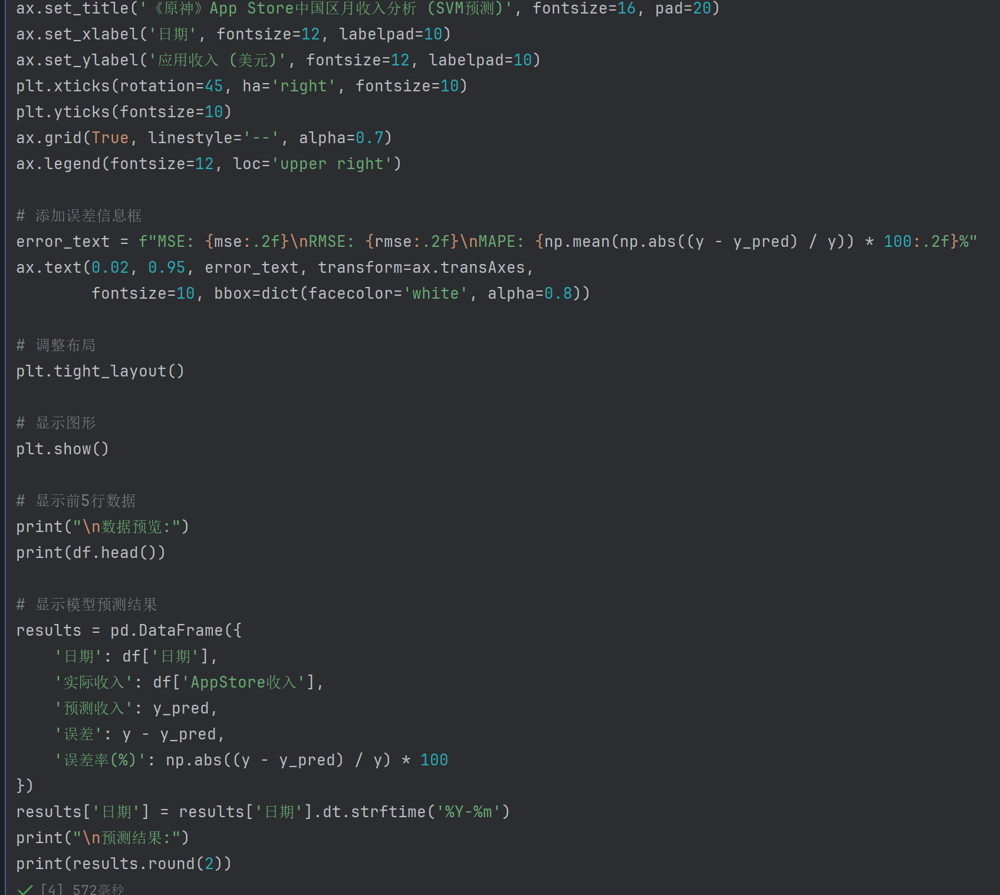 ax.set_title('《原神》App Store中国区月收入分析 (SVM预测)', fontsize=16, pad=20)
ax.set_xlabel('日期', fontsize=12, labelpad=10)
ax.set_ylabel('应用收入 (美元)', fontsize=12, labelpad=10)
plt.xticks(rotation=45, ha='right', fontsize=10)
plt.yticks(fontsize=10)
ax.grid(True, linestyle='--', alpha=0.7)
ax.legend(fontsize=12, loc='upper right')
# 添加误差信息框
error_text = f"MSE: {mse:.2f}\nRMSE: {rmse:.2f}\nMAPE: {np.mean(np.abs((y - y_pred) / y)) * 100:.2f}%"
ax.text(0.02, 0.95, error_text, transform=ax.transAxes,
        fontsize=10, bbox=dict(facecolor='white', alpha=0.8))
# 调整布局
plt.tight_layout()
# 显示图形
plt.show()
# 显示前5行数据
print("\n数据预览:")
print(df.head())
# 显示模型预测结果
results = pd.DataFrame({
    '日期': df['日期'],
    '实际收入': df['AppStore收入'],
    '预测收入': y_pred,
    '误差': y - y_pred,
    '误差率(%)': np.abs((y - y_pred) / y) * 100
})
results['日期'] = results['日期'].dt.strftime('%Y-%m')
print("\n预测结果:")
print(results.round(2))
[4] 572毫秒